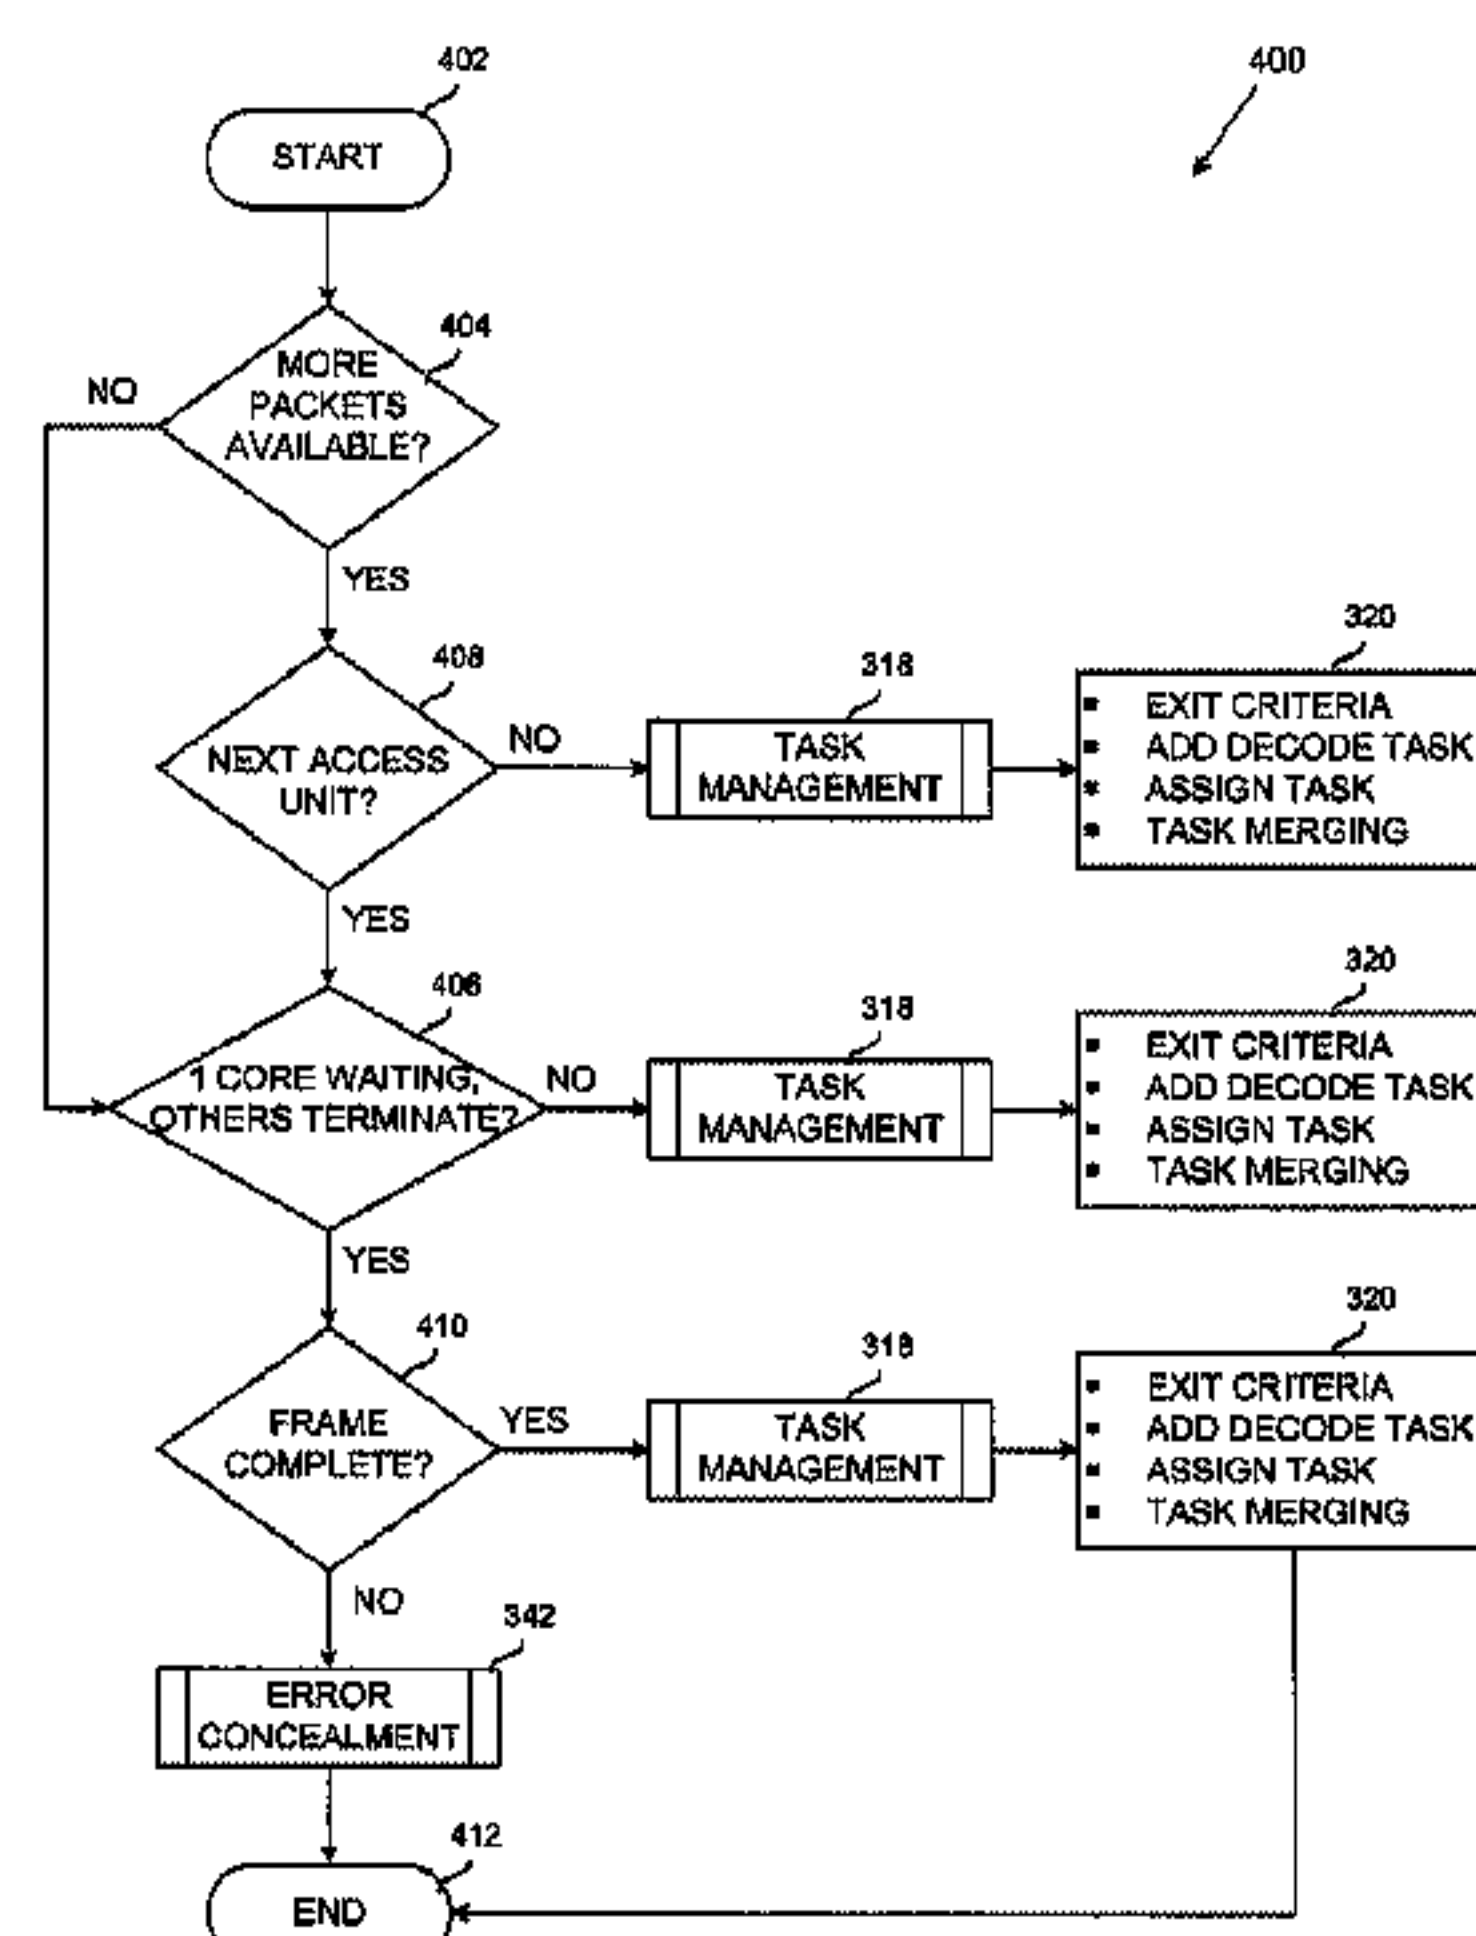 402
400
START
404
NO
MORE
PACKETS
AVAILABLE?
YES
408
NEXT ACCESS
UNIT?
NO
318
TASK
MANAGEMENT
320
EXIT CRITERIA
ADD DECODE TASK
ASSIGN TASK
TASK MERGING
YES
406
1 CORE WAITING,
OTHERS TERMINATE?
NO
318
TASK
MANAGEMENT
320
EXIT CRITERIA
ADD DECODE TASK
ASSIGN TASK
TASK MERGING
YES
410
FRAME
COMPLETE?
YES
318
TASK
MANAGEMENT
320
EXIT CRITERIA
ADD DECODE TASK
ASSIGN TASK
TASK MERGING
NO
342
ERROR
CONCEALMENT
412
END